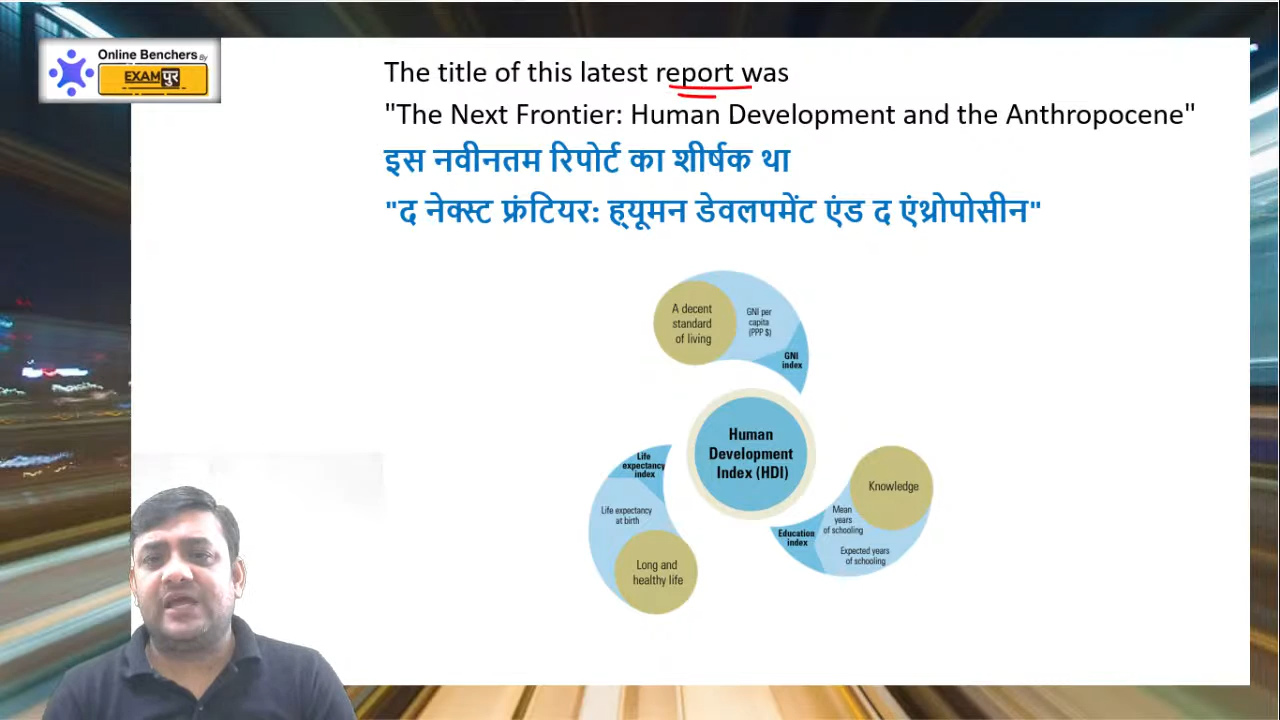 Online Benchers By
EXAMपुर
The title of this latest report was
"The Next Frontier: Human Development and the Anthropocene"
इस नवीनतम रिपोर्ट का शीर्षक था
"द नेक्स्ट फ्रंटियर: ह्यूमन डेवलपमेंट एंड द एंथ्रोपोसीन"
A decent
standard
of living
GNI per
capita
(PPP $)
GNI
index
Human
Development
Index (HDI)
Life
expectancy
index
Life expectancy
at birth
Long and
healthy life
Knowledge
Mean
years
of schooling
Education
index
Expected years
of schooling